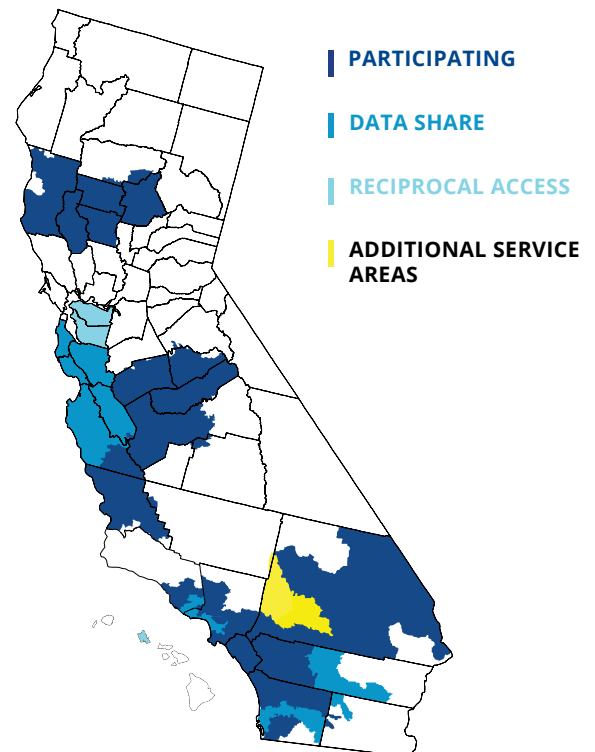 PARTICIPATING
DATA SHARE
RECIPROCAL ACCESS
ADDITIONAL SERVICE
AREAS